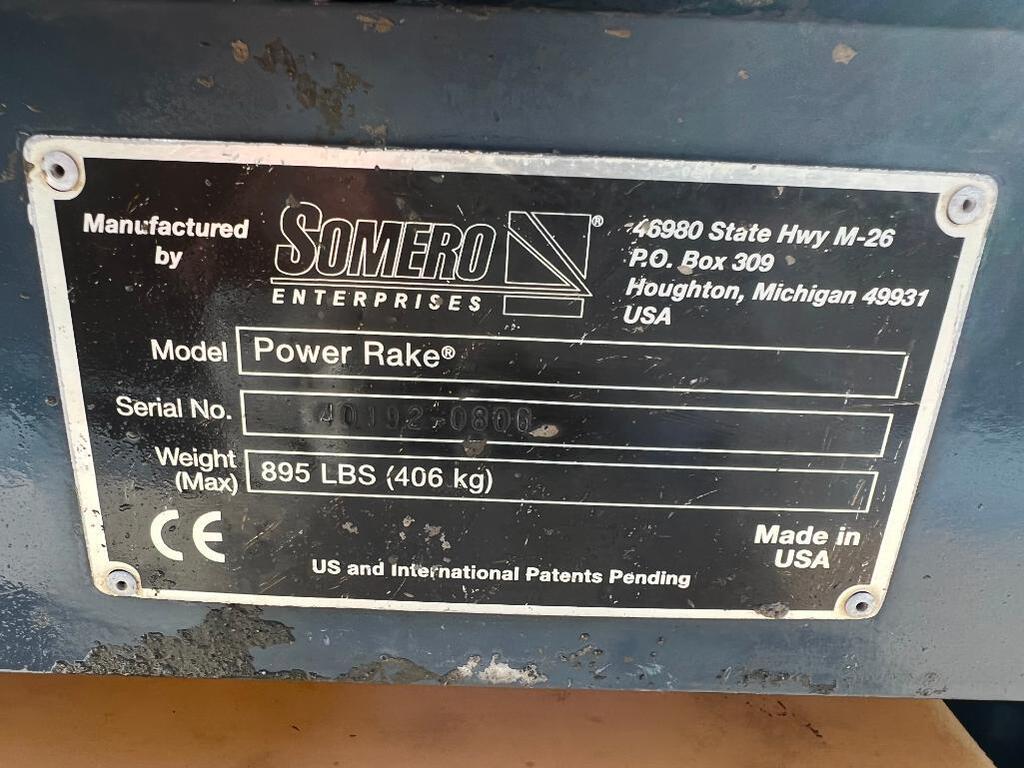 Manufactured
by
SOMERO®
ENTERPRISES
46980 State Hwy M-26
P.O. Box 309
Houghton, Michigan 49931
USA
Model Power Rake®
Serial No.
Weight
(Max) 895 LBS (406 kg)
CE
Made in
USA
US and International Patents Pending